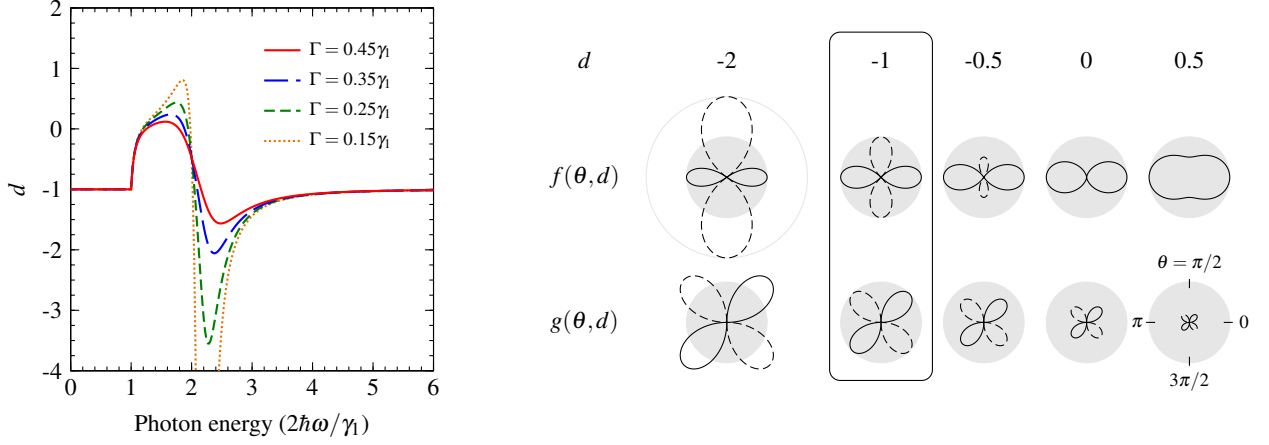 2
1
0
-1
-2
-3
-4
d
0 1 2 3 4 5 6
Photon energy (2ħω/γ₁)
Γ = 0.45γ₁
Γ = 0.35γ₁
Γ = 0.25γ₁
Γ = 0.15γ₁
d -2 -1 -0.5 0 0.5
f(θ,d)
g(θ,d)
θ = π/2
π 0
3π/2